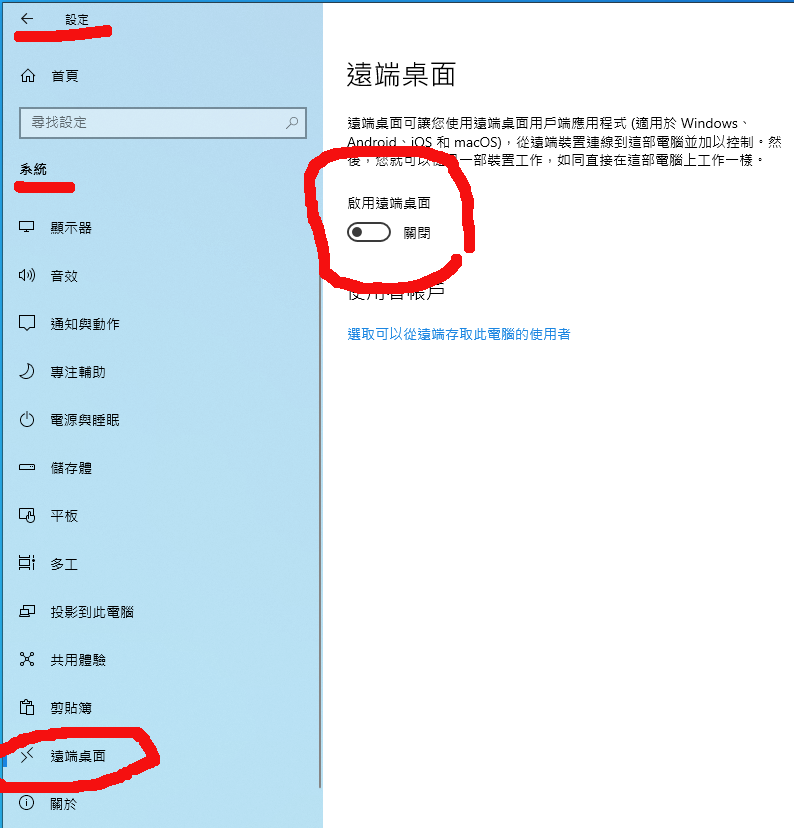 設定
首頁
尋找設定
系統
顯示器
音效
通知與動作
專注輔助
電源與睡眠
儲存體
平板
多工
投影到此電腦
共用體驗
剪貼簿
遠端桌面
關於
遠端桌面
遠端桌面可讓您使用遠端桌面用戶端應用程式 (適用於 Windows、
Android、iOS 和 macOS)，從遠端裝置連線到這部電腦並加以控制。然
後，您就可以從另一部裝置工作，如同直接在這部電腦上工作一樣。
啟用遠端桌面
關閉
使用者帳戶
選取可以從遠端存取此電腦的使用者